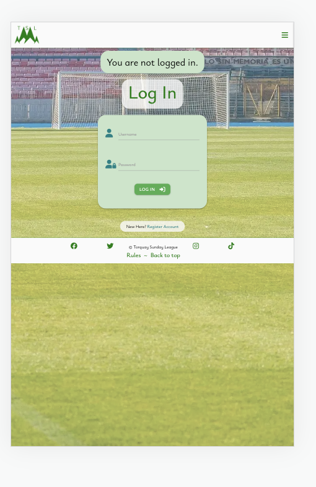 T S L
You are not logged in.
Log In
Username
Password
LOG IN
New Here? Register Account
© Timpany Sunday League
Rules ~ Back to top